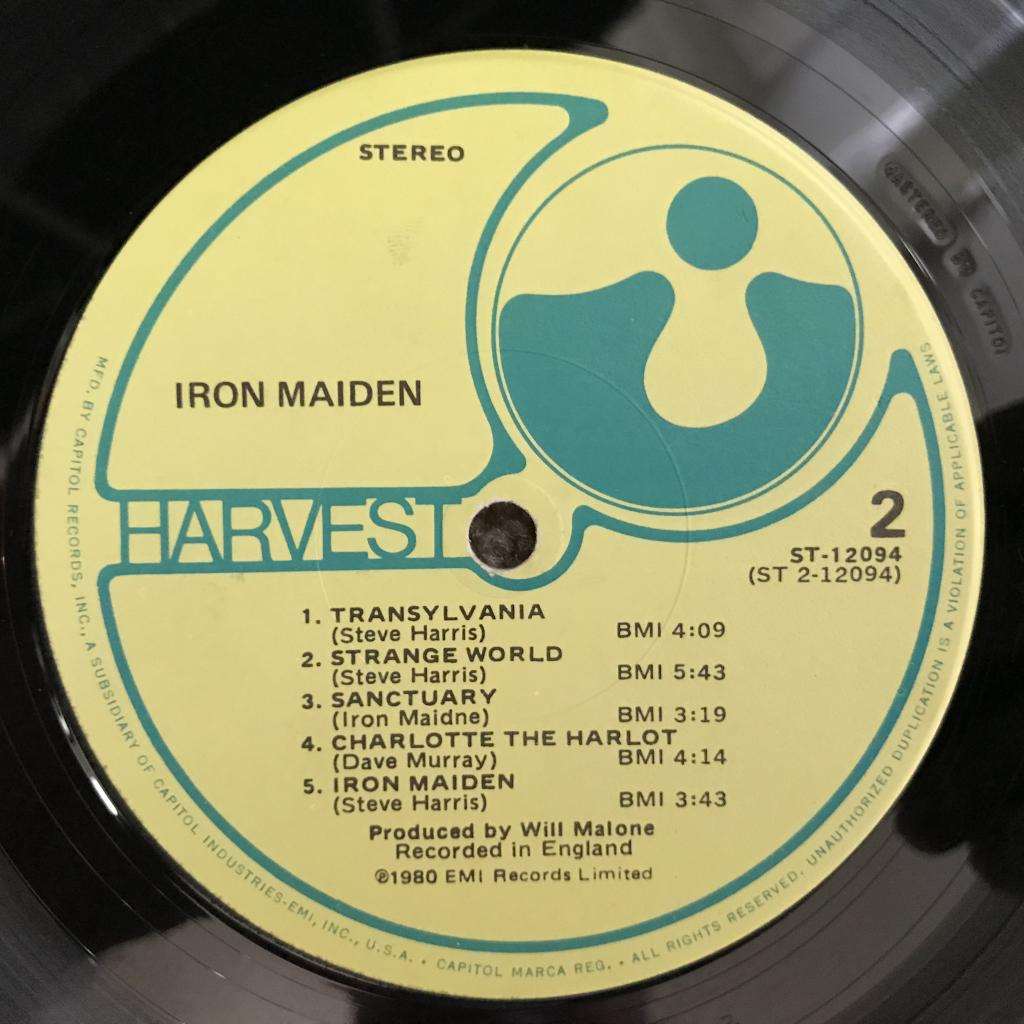 STEREO
IRON MAIDEN
HARVEST
2
ST-12094
(ST 2-12094)
1. TRANSYLVANIA
(Steve Harris) BMI 4:09
2. STRANGE WORLD
(Steve Harris) BMI 5:43
3. SANCTUARY
(Iron Maidne) BMI 3:19
4. CHARLOTTE THE HARLOT
(Dave Murray) BMI 4:14
5. IRON MAIDEN
(Steve Harris) BMI 3:43
Produced by Will Malone
Recorded in England
℗1980 EMI Records Limited
MFD. BY CAPITOL RECORDS, INC., A SUBSIDIARY OF CAPITOL INDUSTRIES-EMI, INC., U.S.A. • CAPITOL MARCA REG. • ALL RIGHTS RESERVED. UNAUTHORIZED DUPLICATION IS A VIOLATION OF APPLICABLE LAWS
MASTERED BY CAPITOL